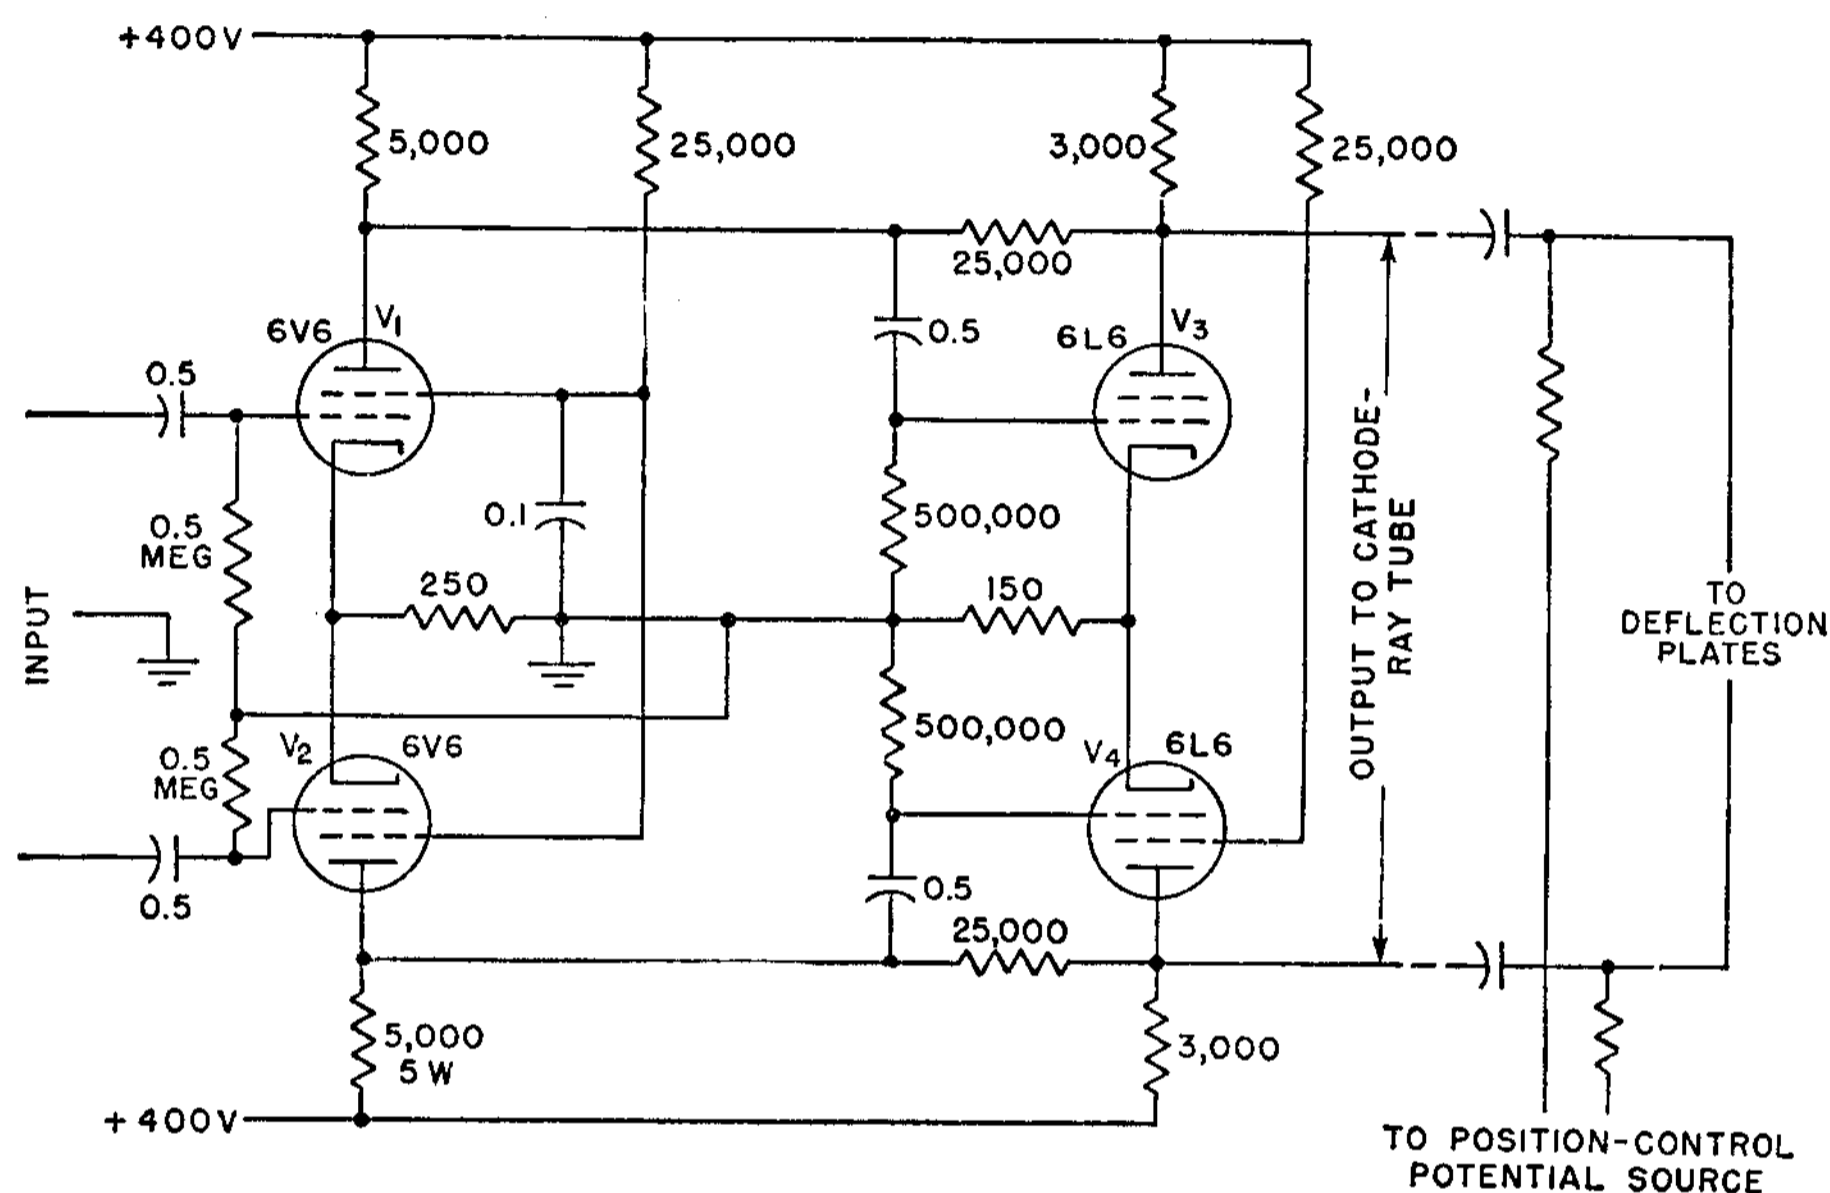 +400V
5,000
25,000
3,000
25,000
25,000
6V6
V1
0.5
6L6
V3
0.5
0.5
MEG
0.1
500,000
250
150
INPUT
OUTPUT TO CATHODE-
RAY TUBE
TO
DEFLECTION
PLATES
0.5
MEG
V2
6V6
500,000
V4
6L6
0.5
0.5
25,000
5,000
5W
3,000
+400V
TO POSITION-CONTROL
POTENTIAL SOURCE